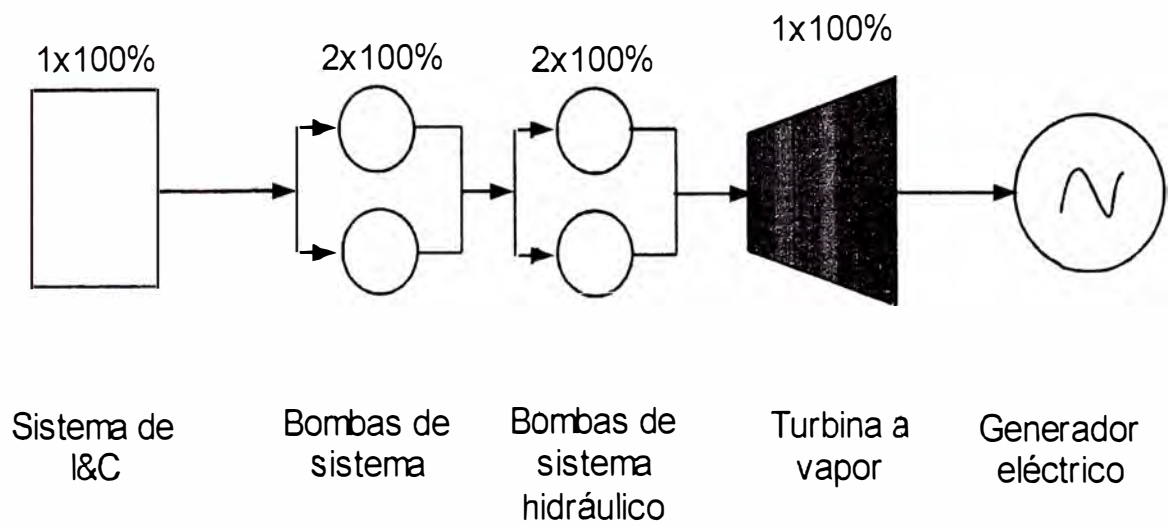 1x100%
1x100%
2x100%
2x100%
Sistema de
I&C
Bombas de
sistema
Bombas de
sistema
hidráulico
Turbina a
vapor
Generador
eléctrico